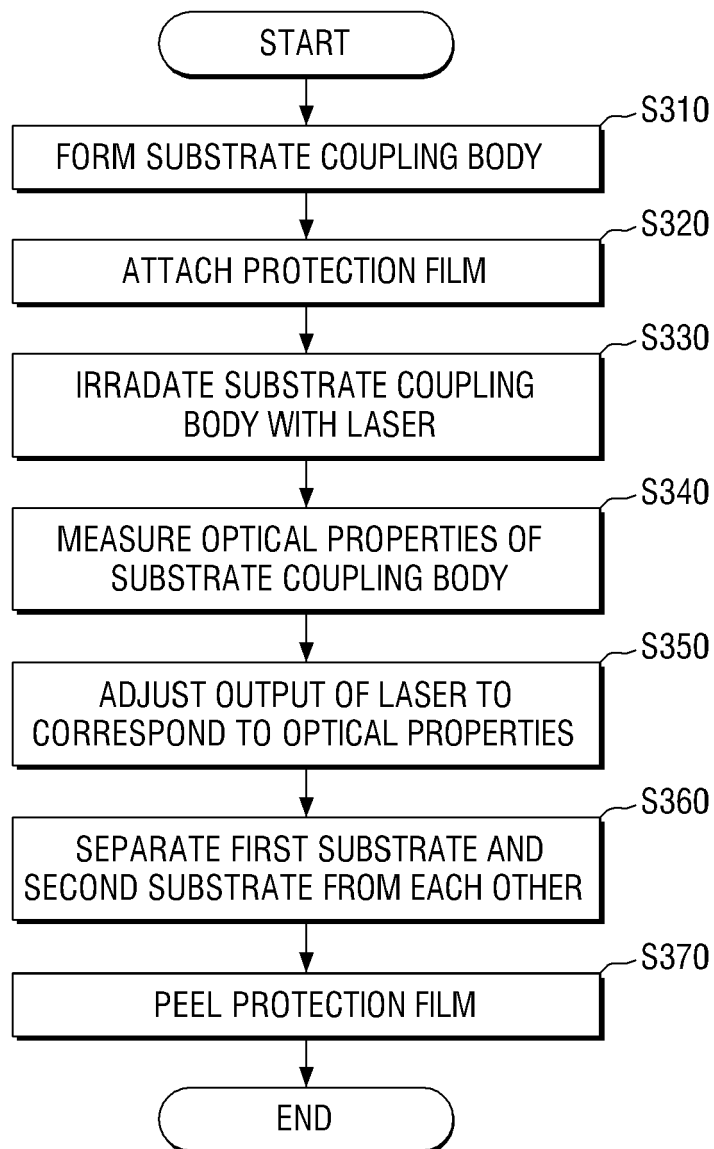 START
S310
FORM SUBSTRATE COUPLING BODY
S320
ATTACH PROTECTION FILM
S330
IRRADATE SUBSTRATE COUPLING
BODY WITH LASER
S340
MEASURE OPTICAL PROPERTIES OF
SUBSTRATE COUPLING BODY
S350
ADJUST OUTPUT OF LASER TO
CORRESPOND TO OPTICAL PROPERTIES
S360
SEPARATE FIRST SUBSTRATE AND
SECOND SUBSTRATE FROM EACH OTHER
S370
PEEL PROTECTION FILM
END